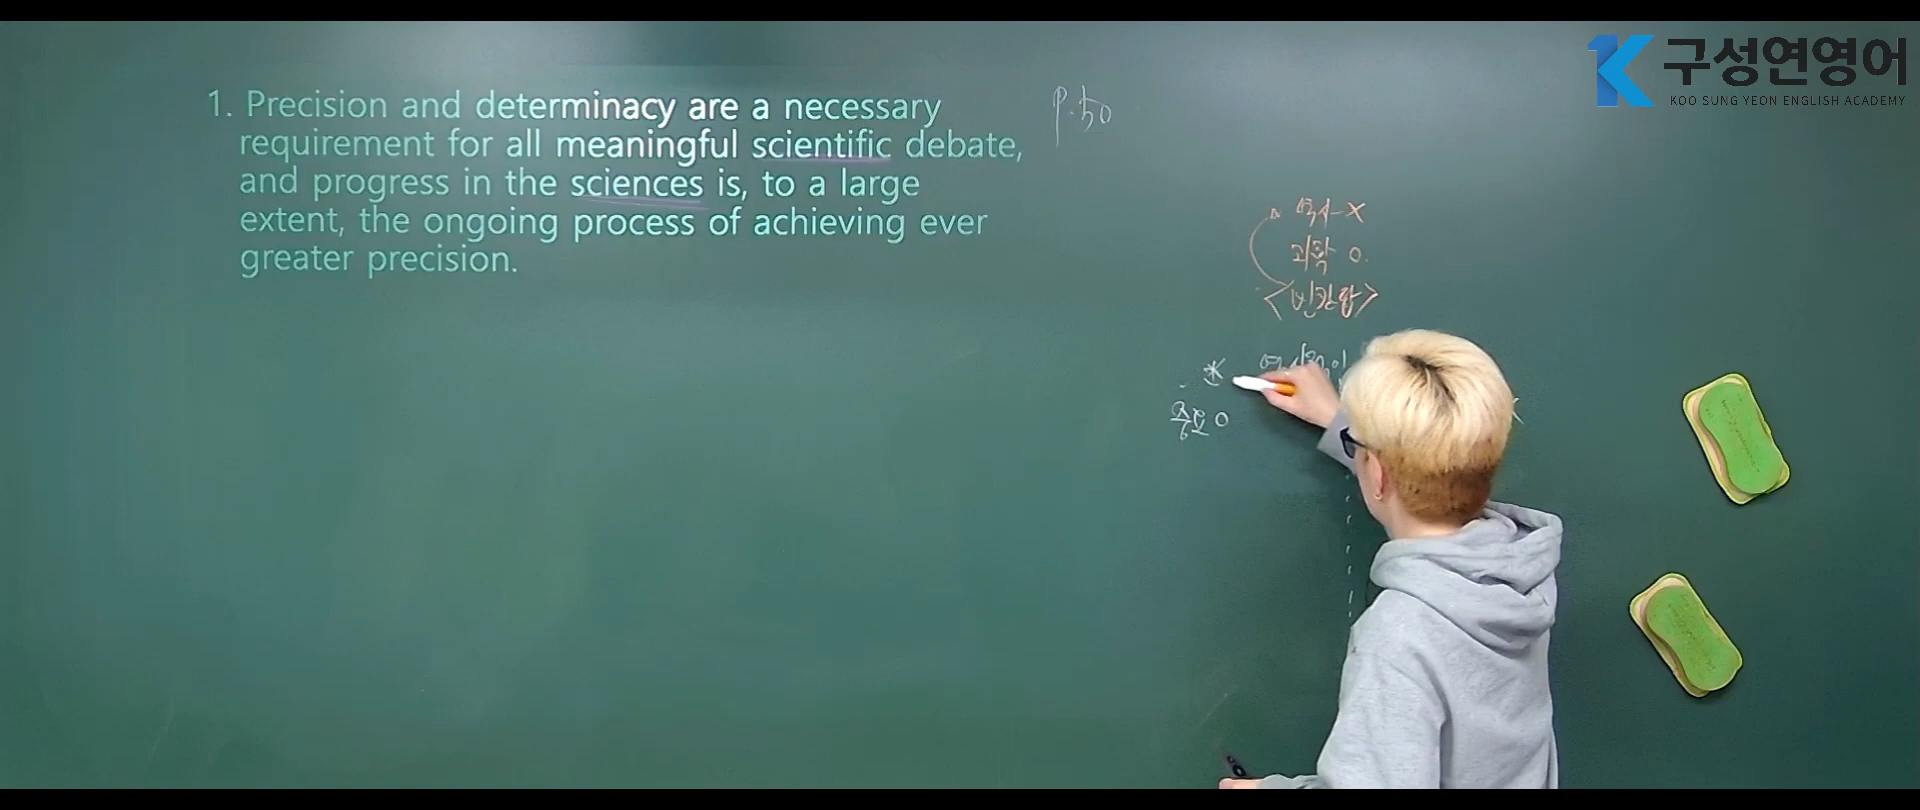 구성연영어
KOO SUNG YEON ENGLISH ACADEMY
1. Precision and determinacy are a necessary
requirement for all meaningful scientific debate,
and progress in the sciences is, to a large
extent, the ongoing process of achieving ever
greater precision.
p.50
역사 X
과학 O.
<빈칸왕>
*
중요 O